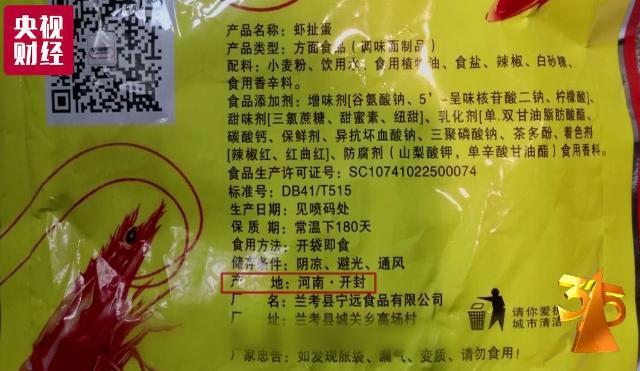 央视
财经
产品名称：虾扯蛋
产品类型：方面食品（调味面制品）
配料：小麦粉、饮用水、食用植物油、食盐、辣椒、白砂糖、
食用香辛料。
食品添加剂：增味剂[谷氨酸钠、5’-呈味核苷酸二钠、柠檬酸]、
甜味剂[三氯蔗糖、甜蜜素、纽甜]、乳化剂[单.双甘油脂肪酸酯、
碳酸钙、保鲜剂、异抗坏血酸钠、三聚磷酸钠、茶多酚、着色剂
[辣椒红、红曲红]、防腐剂（山梨酸钾，单辛酸甘油酯）食用香料。
食品生产许可证号：SC10741022500074
标准号：DB41/T515
生产日期：见喷码处
保 质 期：常温下180天
食用方法：开袋即食
储存条件：阴凉、避光、通风
产 地：河南·开封
厂 名：兰考县宁远食品有限公司
厂 址：兰考县城关乡高场村
厂家忠告：如发现胀袋、漏气、变质、请勿食用！
请你爱护
城市清洁
315